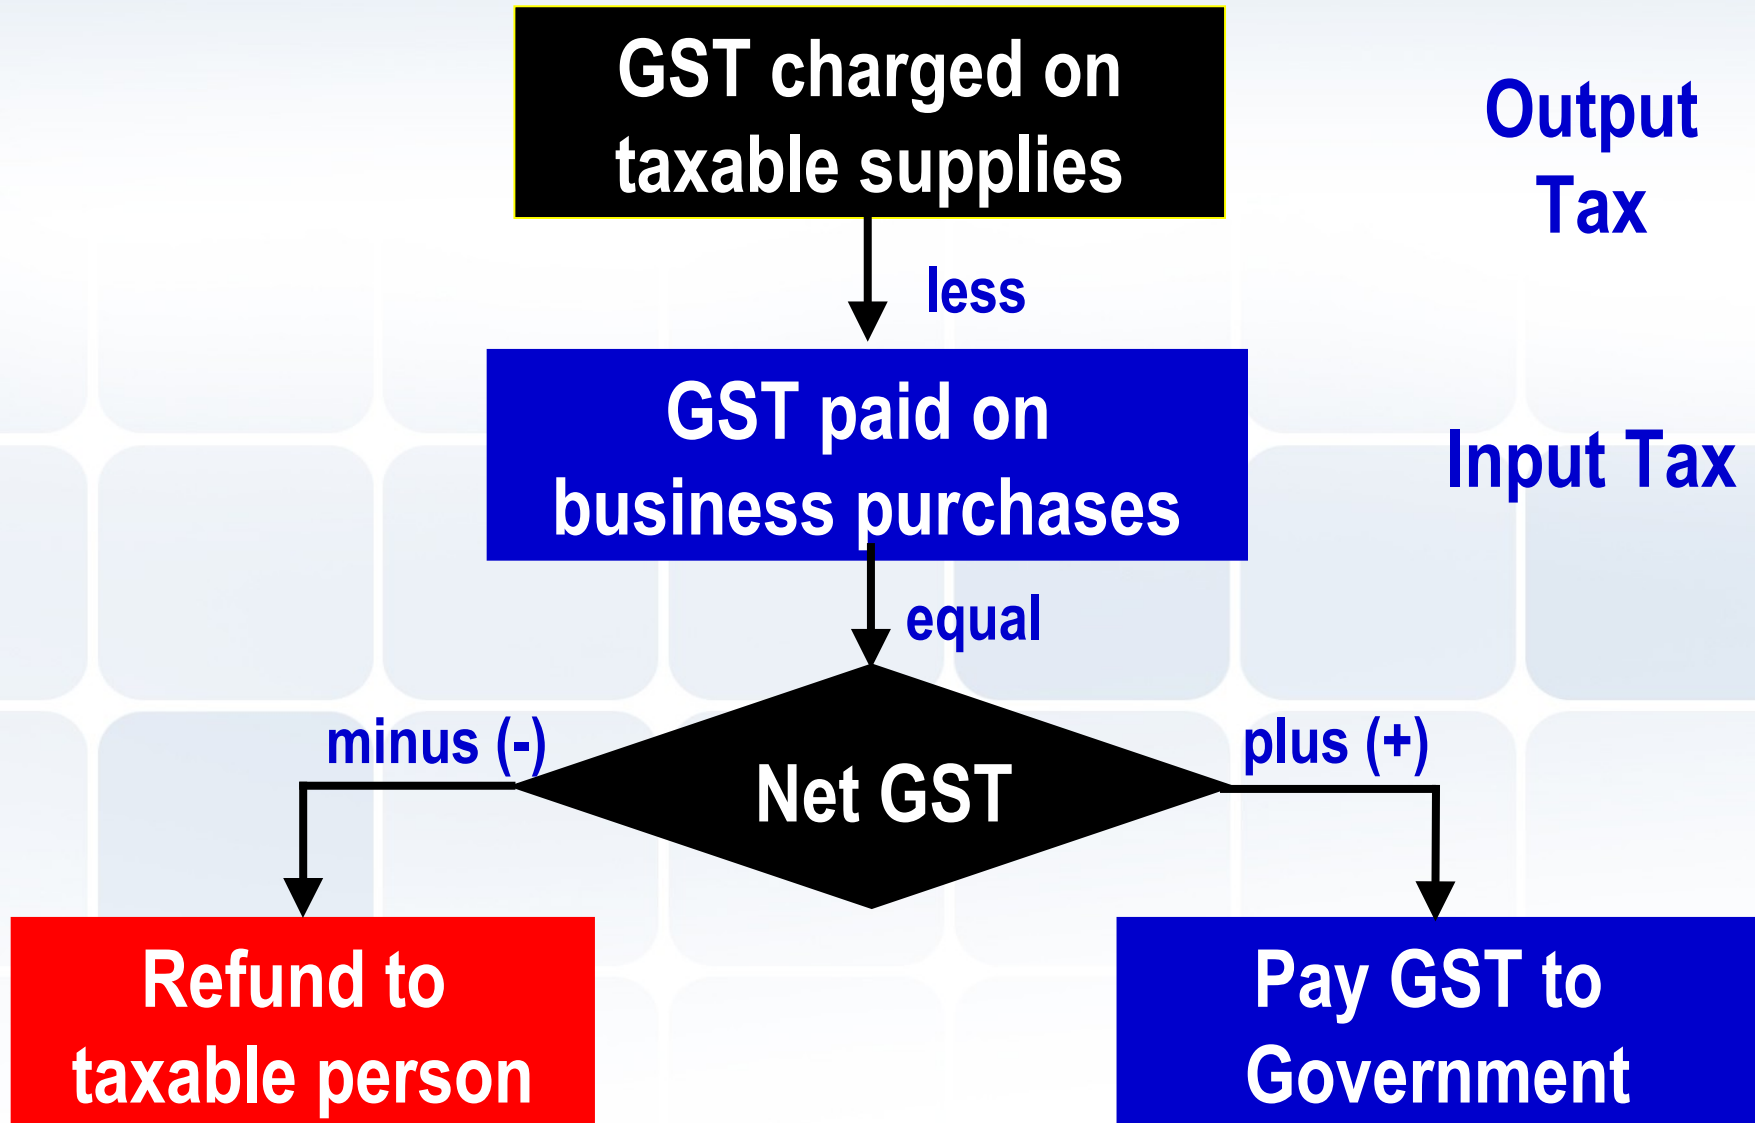 GST charged on
taxable supplies
Output
Tax
less
GST paid on
business purchases
Input Tax
equal
minus (-)
Net GST
plus (+)
Refund to
taxable person
Pay GST to
Government